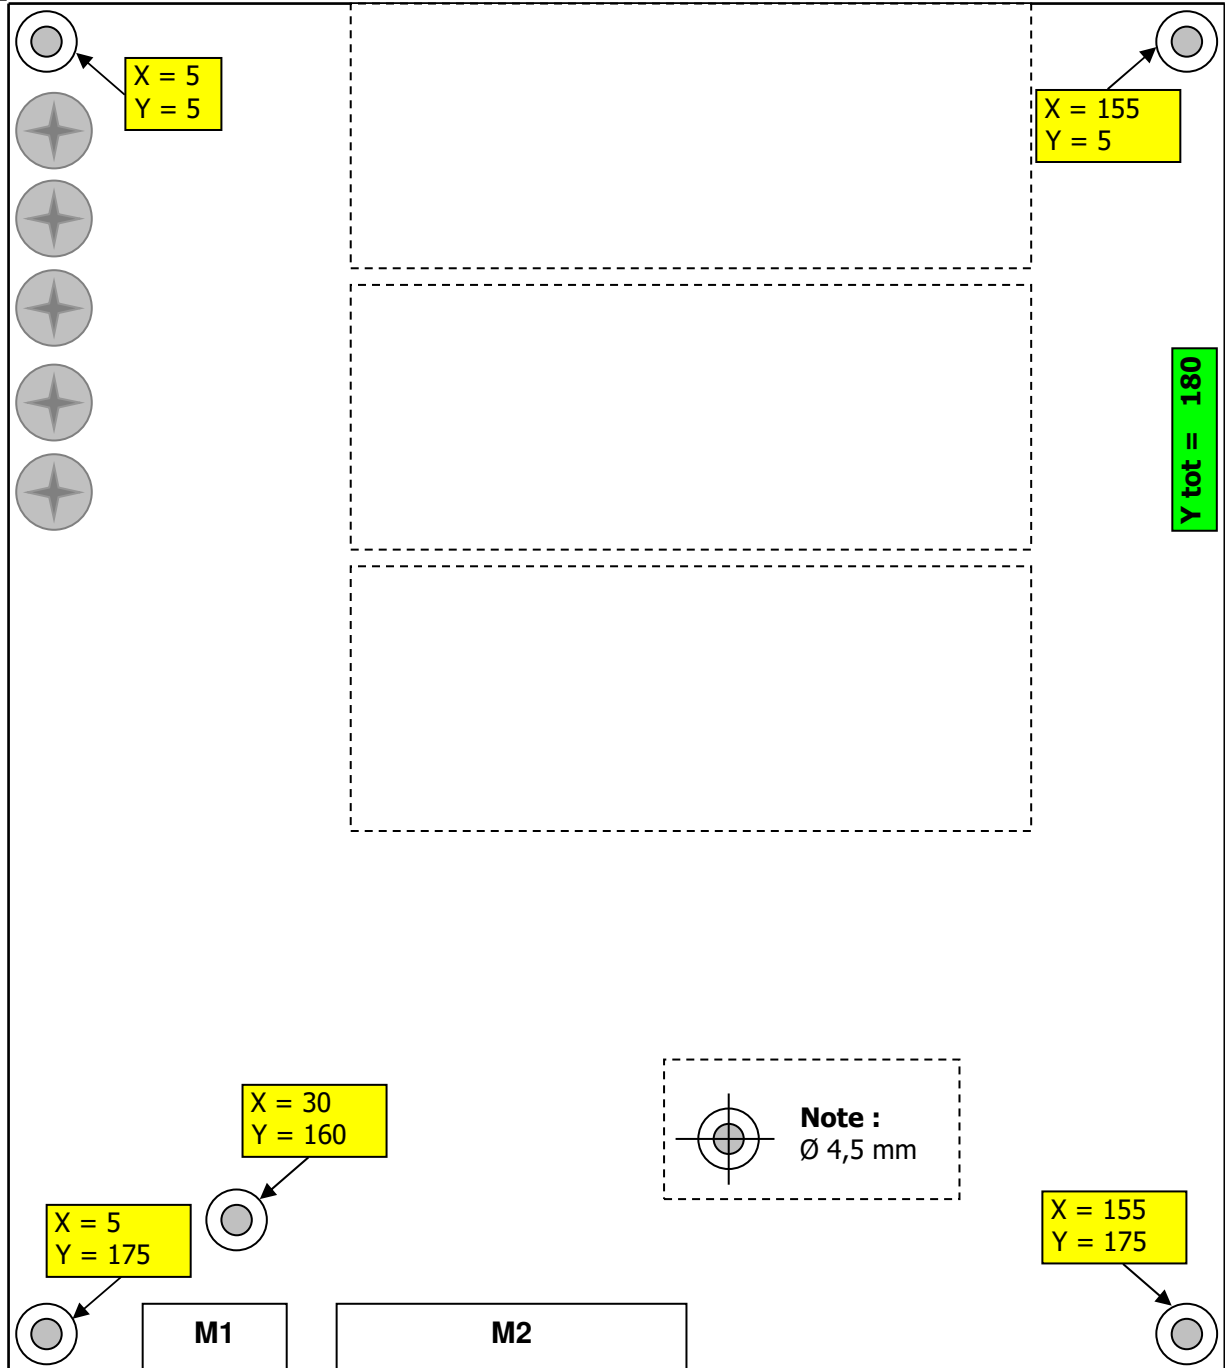 X = 5
Y = 5
X = 155
Y = 5
Y tot = 180
X = 30
Y = 160
Note :
Ø 4,5 mm
X = 5
Y = 175
X = 155
Y = 175
M1
M2